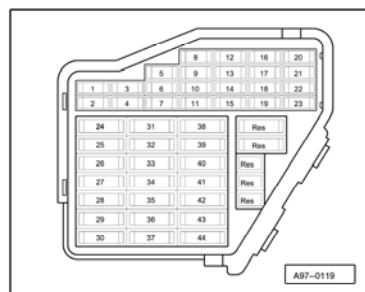 8 12 16 20
5 9 13 17 21
1 3 6 10 14 18 22
2 4 7 11 15 19 23
24 31 38 Res
25 32 39 Res
26 33 40 Res
27 34 41 Res
28 35 42 Res
29 36 43
30 37 44
A97-0119